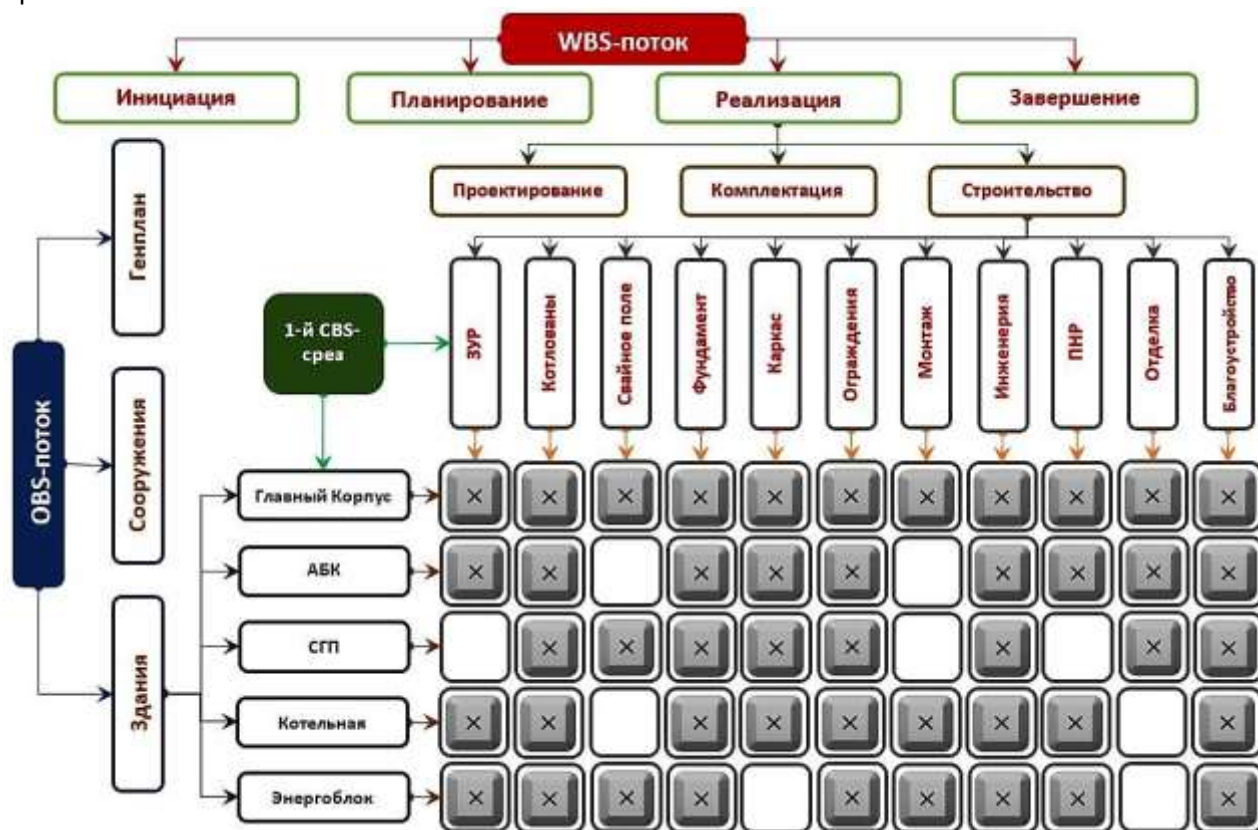 WBS-поток
Инициация
Планирование
Реализация
Завершение
Проектирование
Комплектация
Строительство
Генплан
Сооружения
Здания
OBS-поток
1-й CBS-
срез
ЗУР
Котлованы
Свайное поле
Фундамент
Каркас
Ограждения
Монтаж
Инженерия
ПНР
Отделка
Благоустройство
Главный Корпус
АБК
СГП
Котельная
Энергоблок